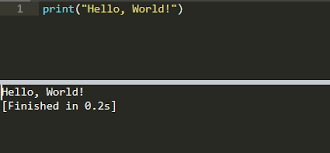 1 print("Hello, World!")
Hello, World!
[Finished in 0.2s]